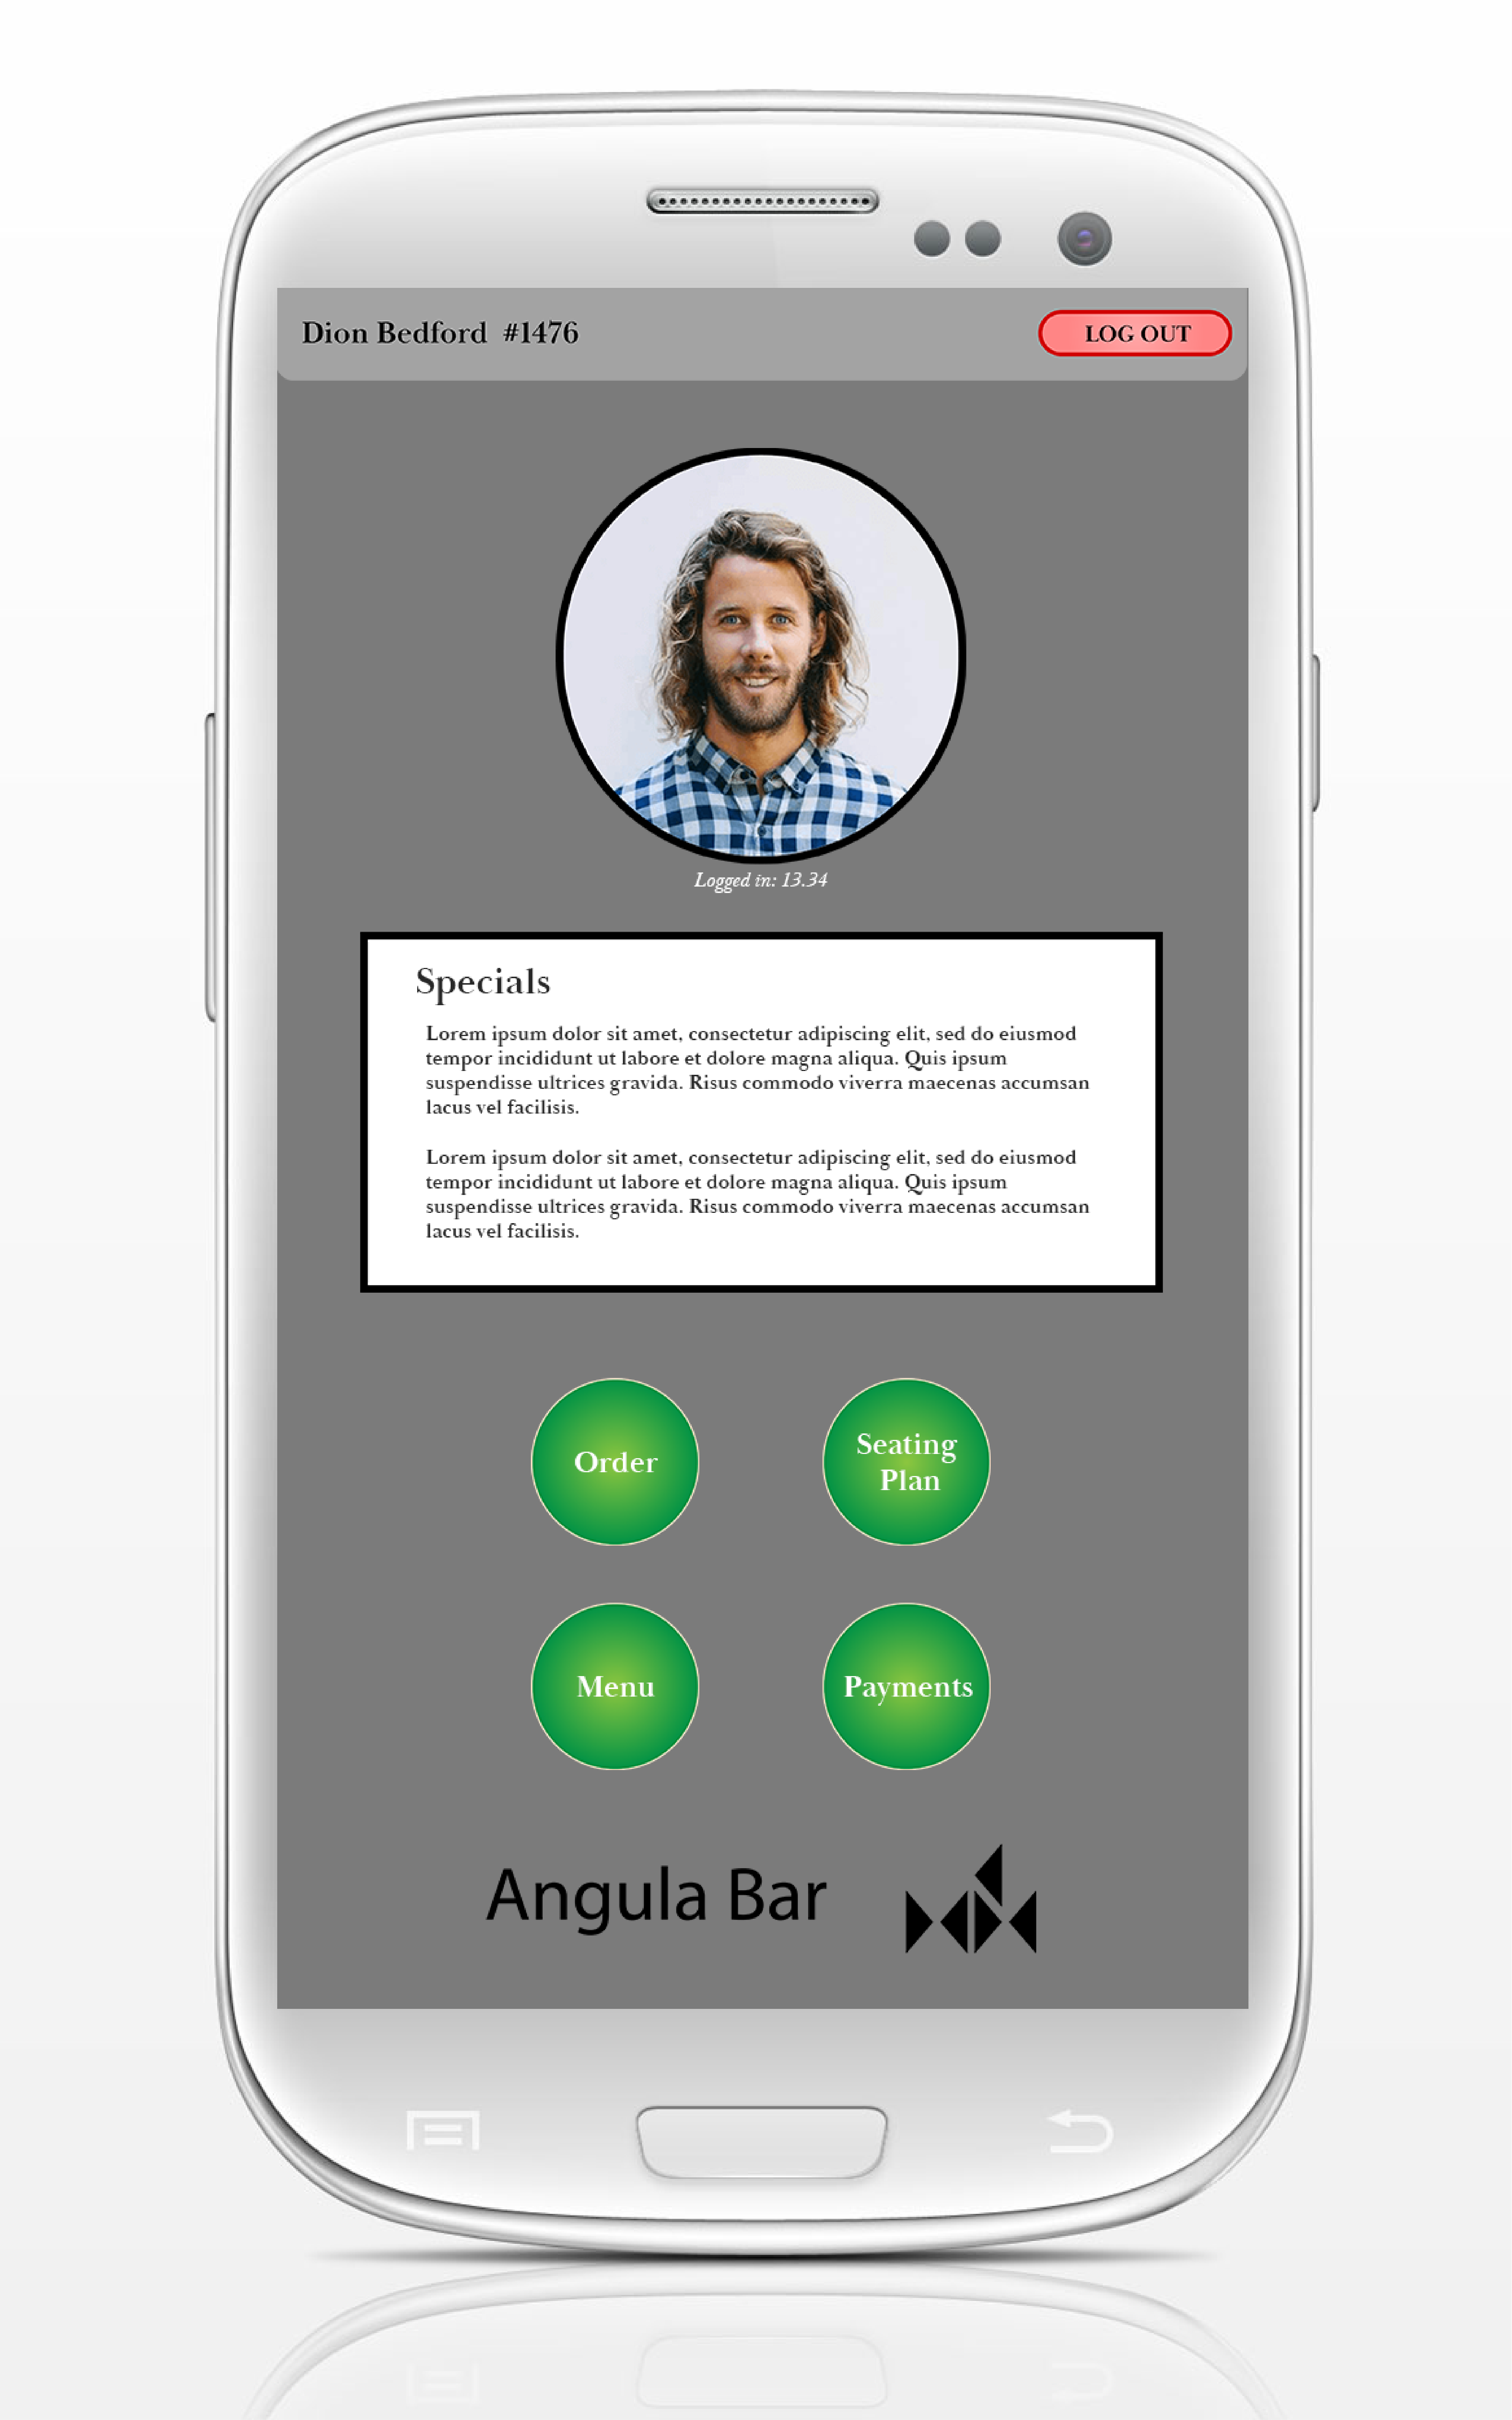 Dion Bedford #1476
LOG OUT
Logged in: 13.34
Specials
Lorem ipsum dolor sit amet, consectetur adipiscing elit, sed do eiusmod
tempor incididunt ut labore et dolore magna aliqua. Quis ipsum
suspendisse ultrices gravida. Risus commodo viverra maecenas accumsan
lacus vel facilisis.
Lorem ipsum dolor sit amet, consectetur adipiscing elit, sed do eiusmod
tempor incididunt ut labore et dolore magna aliqua. Quis ipsum
suspendisse ultrices gravida. Risus commodo viverra maecenas accumsan
lacus vel facilisis.
Order
Seating
Plan
Menu
Payments
Angula Bar